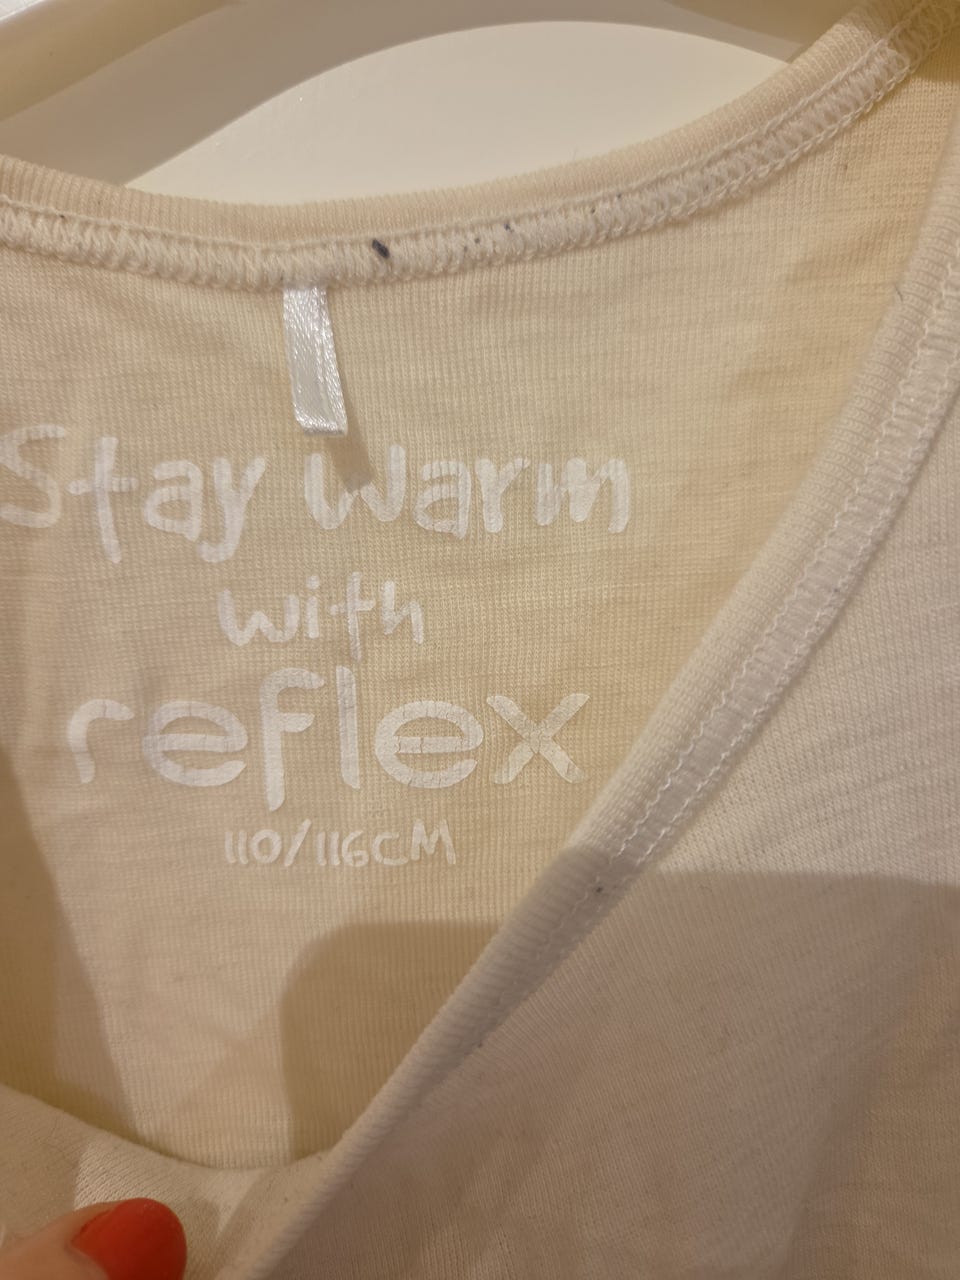 Stay warm
with
reflex
110/116CM